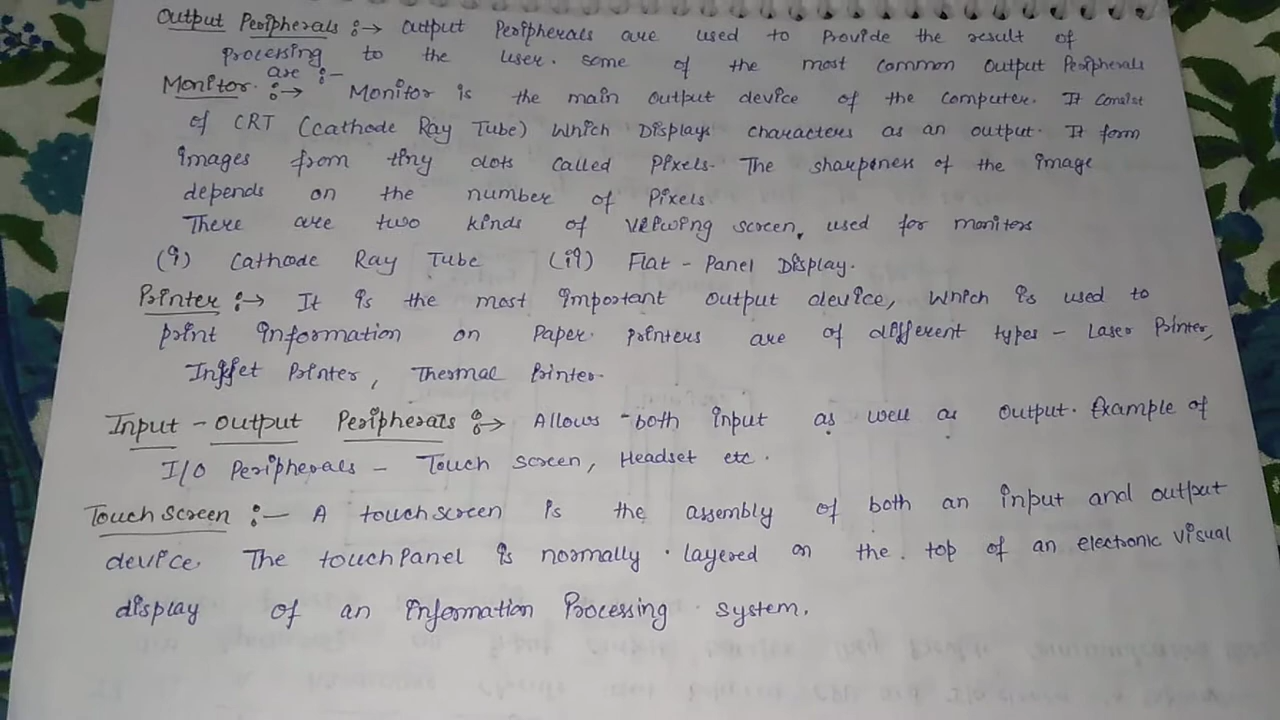 Output Peripherals :→ Output Peripherals are used to Provide the result of
Processing to the user. some of the most common Output Peripherals
are :-
Monitor. :→ Monitor is the main output device of the computer. It consist
of CRT (cathode Ray Tube) Which Displays characters as an output. It form
images from tiny dots called Pixels. The sharpness of the image
depends on the number of Pixels
There are two kinds of Veiwing screen, used for monitors
(i) Cathode Ray Tube (ii) Flat - Panel Display.
Printer :→ It is the most important output device, which is used to
print information on Paper. printers are of different types - Laser Printer,
Inkjet Printer, Thermal Printer.
Input - Output Peripherals :→ Allows both input as well as output. Example of
I/O Peripherals - Touch Screen, Headset etc.
Touch Screen :- A touchscreen is the assembly of both an input and output
device. The touchPanel is normally layered on the top of an electronic visual
display of an information Processing system.